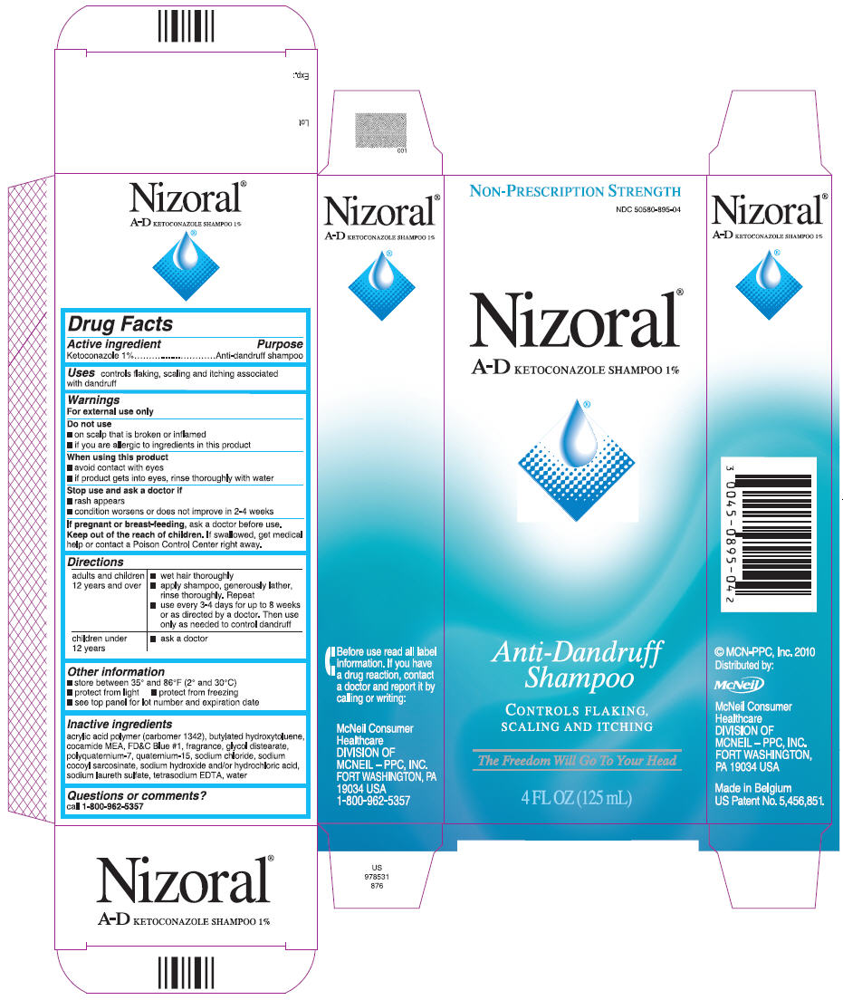 Exp.:
Lot
Nizoral®
A-D KETOCONAZOLE SHAMPOO 1%
®
Drug Facts
Active ingredient Purpose
Ketoconazole 1%............................Anti-dandruff shampoo
Uses controls flaking, scaling and itching associated
with dandruff
Warnings
For external use only
Do not use
■ on scalp that is broken or inflamed
■ if you are allergic to ingredients in this product
When using this product
■ avoid contact with eyes
■ if product gets into eyes, rinse thoroughly with water
Stop use and ask a doctor if
■ rash appears
■ condition worsens or does not improve in 2-4 weeks
If pregnant or breast-feeding, ask a doctor before use.
Keep out of the reach of children. If swallowed, get medical
help or contact a Poison Control Center right away.
Directions
adults and children
12 years and over
■ wet hair thoroughly
■ apply shampoo, generously lather,
rinse thoroughly. Repeat
■ use every 3-4 days for up to 8 weeks
or as directed by a doctor. Then use
only as needed to control dandruff
children under
12 years
■ ask a doctor
Other information
■ store between 35° and 86°F (2° and 30°C)
■ protect from light ■ protect from freezing
■ see top panel for lot number and expiration date
Inactive ingredients
acrylic acid polymer (carbomer 1342), butylated hydroxytoluene,
cocamide MEA, FD&C Blue #1, fragrance, glycol distearate,
polyquaternium-7, quaternium-15, sodium chloride, sodium
cocoyl sarcosinate, sodium hydroxide and/or hydrochloric acid,
sodium laureth sulfate, tetrasodium EDTA, water
Questions or comments?
call 1-800-962-5357
Nizoral®
A-D KETOCONAZOLE SHAMPOO 1%
001
Nizoral®
A-D KETOCONAZOLE SHAMPOO 1%
®
Before use read all label
information. If you have
a drug reaction, contact
a doctor and report it by
calling or writing:
McNeil Consumer
Healthcare
DIVISION OF
MCNEIL – PPC, INC.
FORT WASHINGTON, PA
19034 USA
1-800-962-5357
US
978531
876
NON-PRESCRIPTION STRENGTH
NDC 50580-895-04
Nizoral®
A-D KETOCONAZOLE SHAMPOO 1%
®
Anti-Dandruff
Shampoo
CONTROLS FLAKING,
SCALING AND ITCHING
The Freedom Will Go To Your Head
4 FL OZ (125 mL)
Nizoral®
A-D KETOCONAZOLE SHAMPOO 1%
®
3 0045-0895-04 2
© MCN-PPC, Inc. 2010
Distributed by:
McNeil
McNeil Consumer
Healthcare
DIVISION OF
MCNEIL – PPC, INC.
FORT WASHINGTON,
PA 19034 USA
Made in Belgium
US Patent No. 5,456,851.